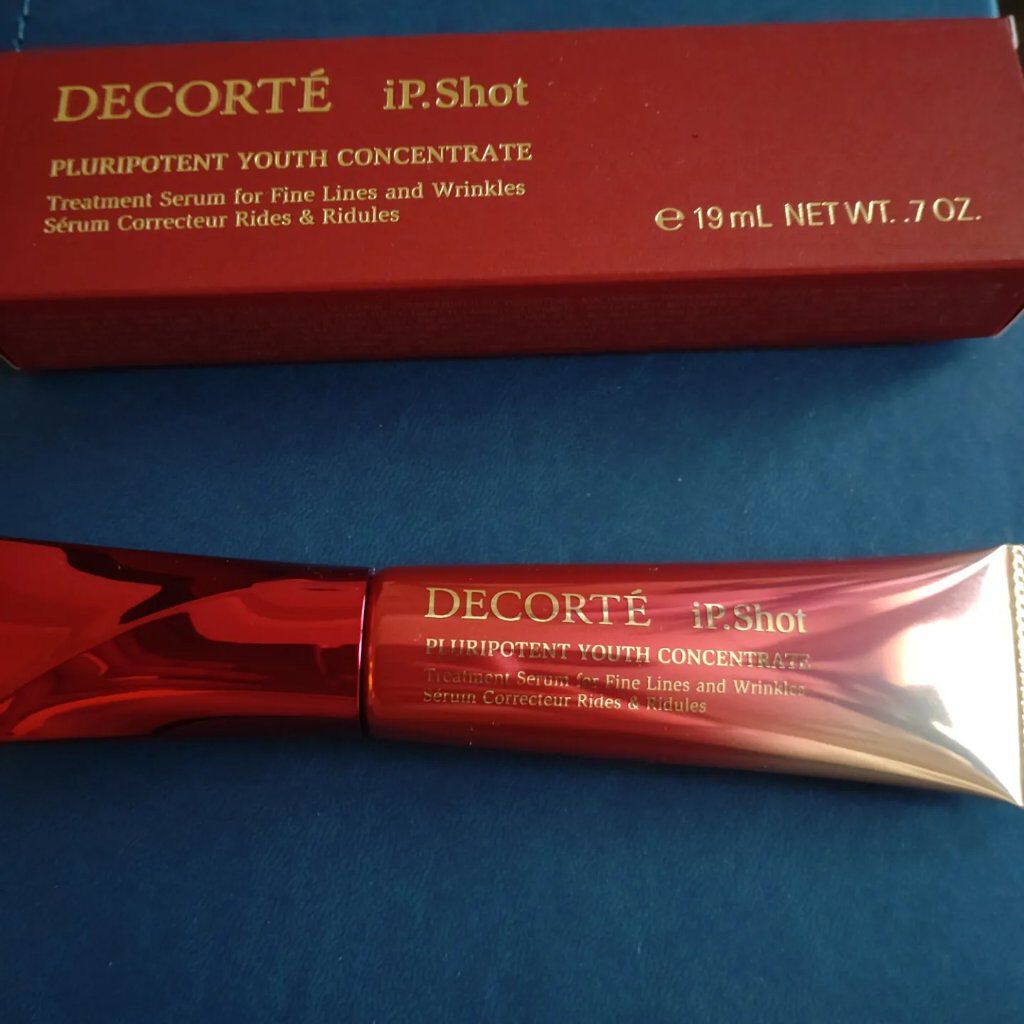 DECORTÉ iP.Shot
PLURIPOTENT YOUTH CONCENTRATE
Treatment Serum for Fine Lines and Wrinkles
Sérum Correcteur Rides & Ridules
℮ 19 mL NET WT. .7 OZ.
DECORTÉ iP.Shot
PLURIPOTENT YOUTH CONCENTRATE
Treatment Serum for Fine Lines and Wrinkles
Sérum Correcteur Rides & Ridules